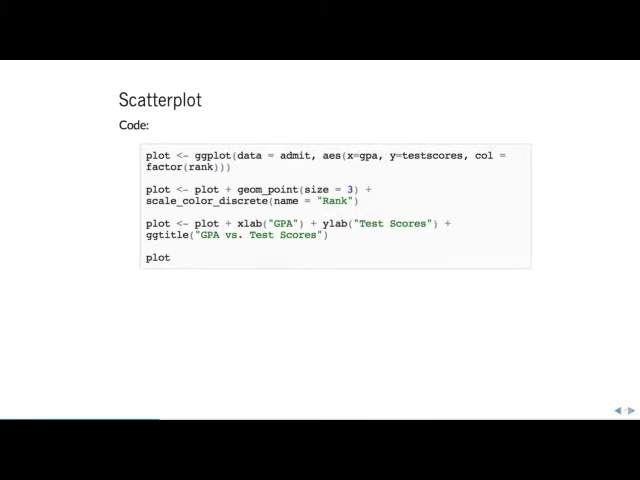 Scatterplot
Code:
plot <- ggplot(data = admit, aes(x=gpa, y=testscores, col =
factor(rank)))
plot <- plot + geom_point(size = 3) +
scale_color_discrete(name = "Rank")
plot <- plot + xlab("GPA") + ylab("Test Scores") +
ggtitle("GPA vs. Test Scores")
plot